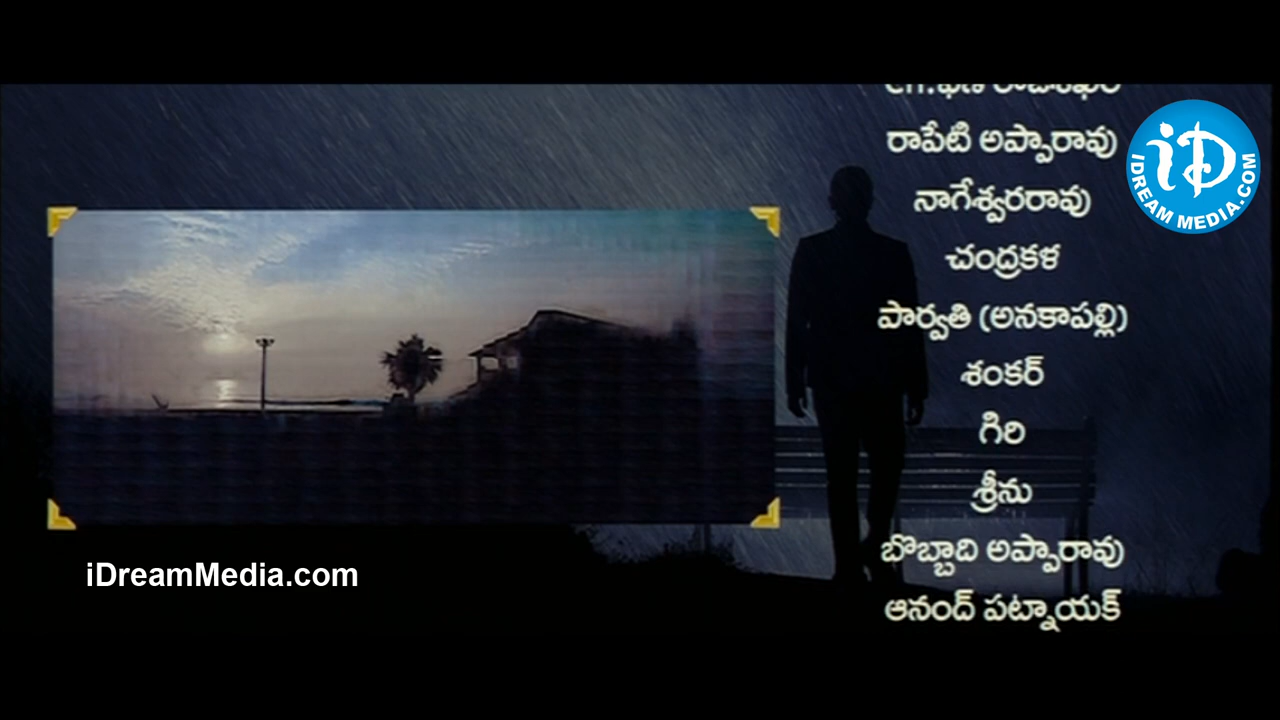 రాపేటి అప్పారావు
నాగేశ్వరరావు
చంద్రకళ
పార్వతి (అనకాపల్లి)
శంకర్
గిరి
శ్రీను
బొబ్బాది అప్పారావు
ఆనంద్ పట్నాయక్
iD
IDREAM MEDIA.COM
iDreamMedia.com